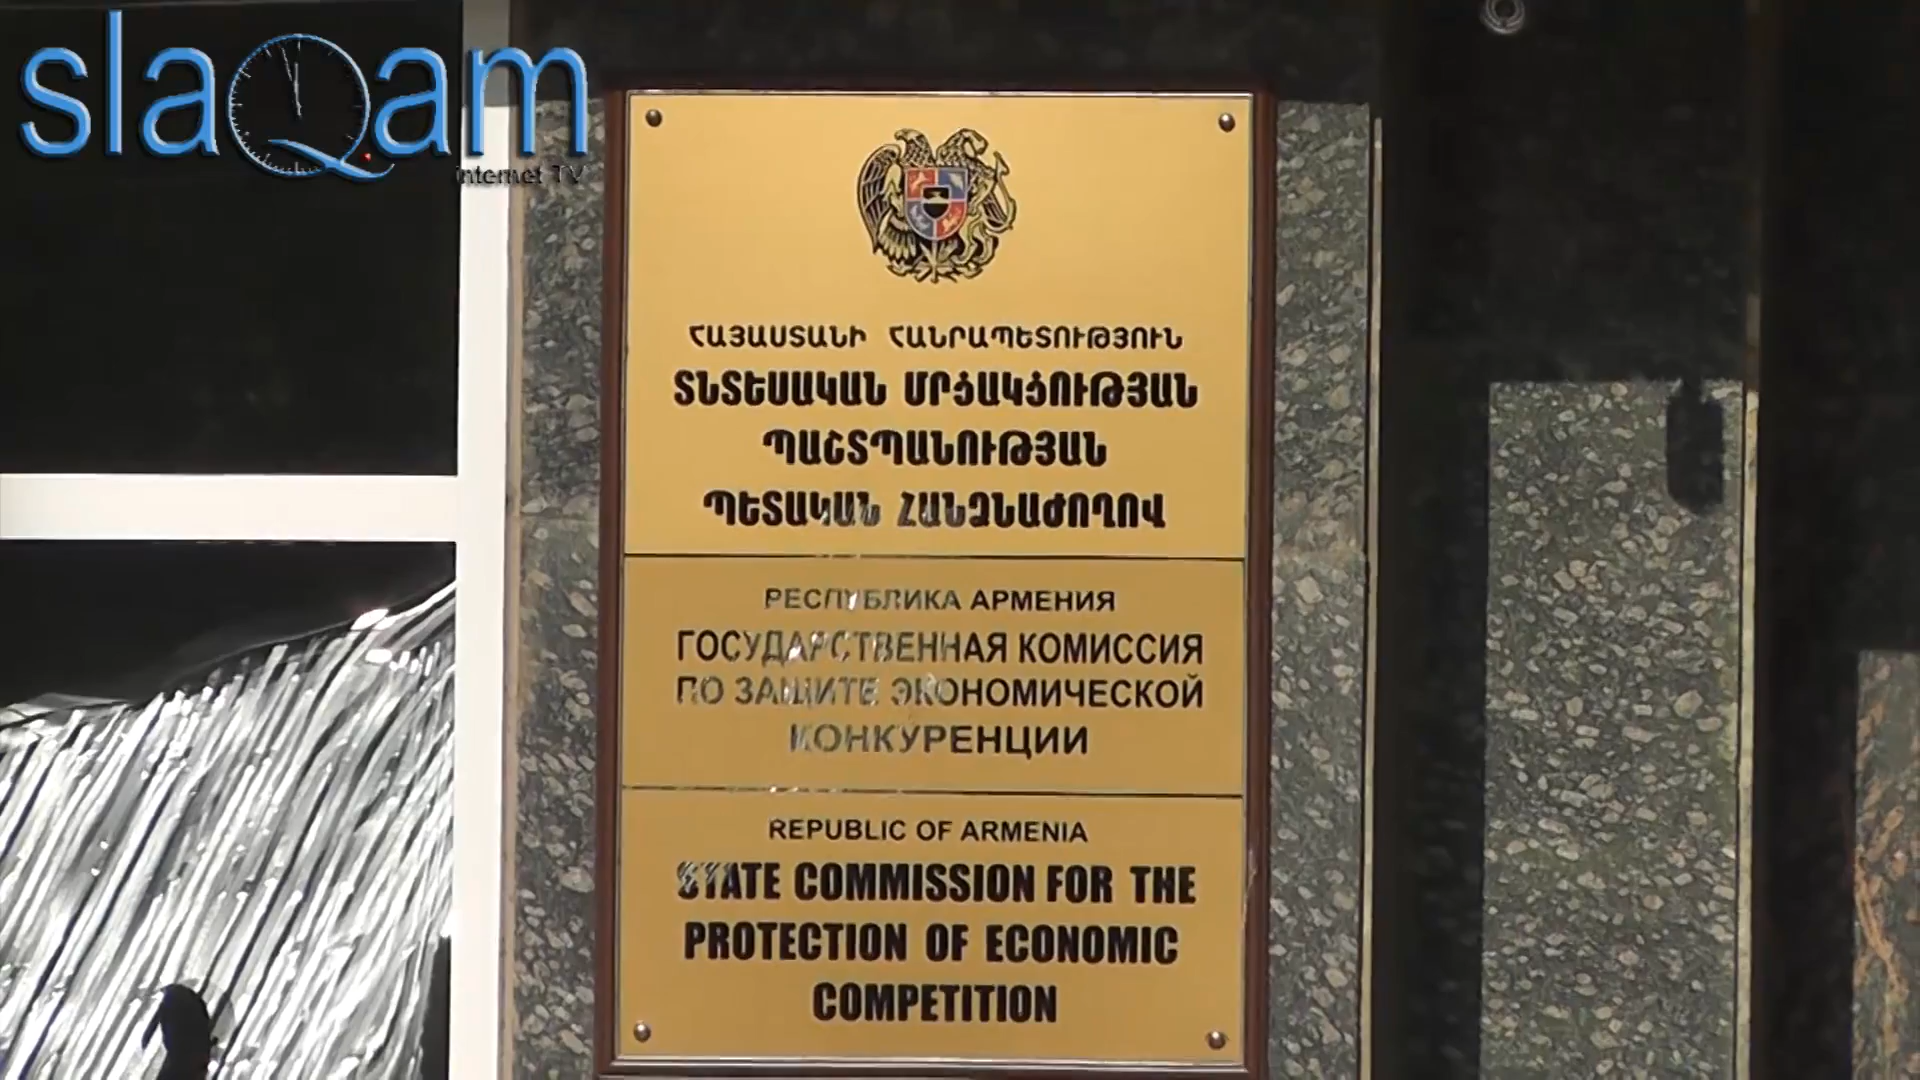 slaQam
internet TV
ՀԱՅԱՍՏԱՆԻ ՀԱՆՐԱՊԵՏՈՒԹՅՈՒՆ
ՏՆՏԵՍԱԿԱՆ ՄՐՑԱԿՑՈՒԹՅԱՆ
ՊԱՇՏՊԱՆՈՒԹՅԱՆ
ՊԵՏԱԿԱՆ ՀԱՆՁՆԱԺՈՂՈՎ
РЕСПУБЛИКА АРМЕНИЯ
ГОСУДАРСТВЕННАЯ КОМИССИЯ
ПО ЗАЩИТЕ ЭКОНОМИЧЕСКОЙ
КОНКУРЕНЦИИ
REPUBLIC OF ARMENIA
STATE COMMISSION FOR THE
PROTECTION OF ECONOMIC
COMPETITION